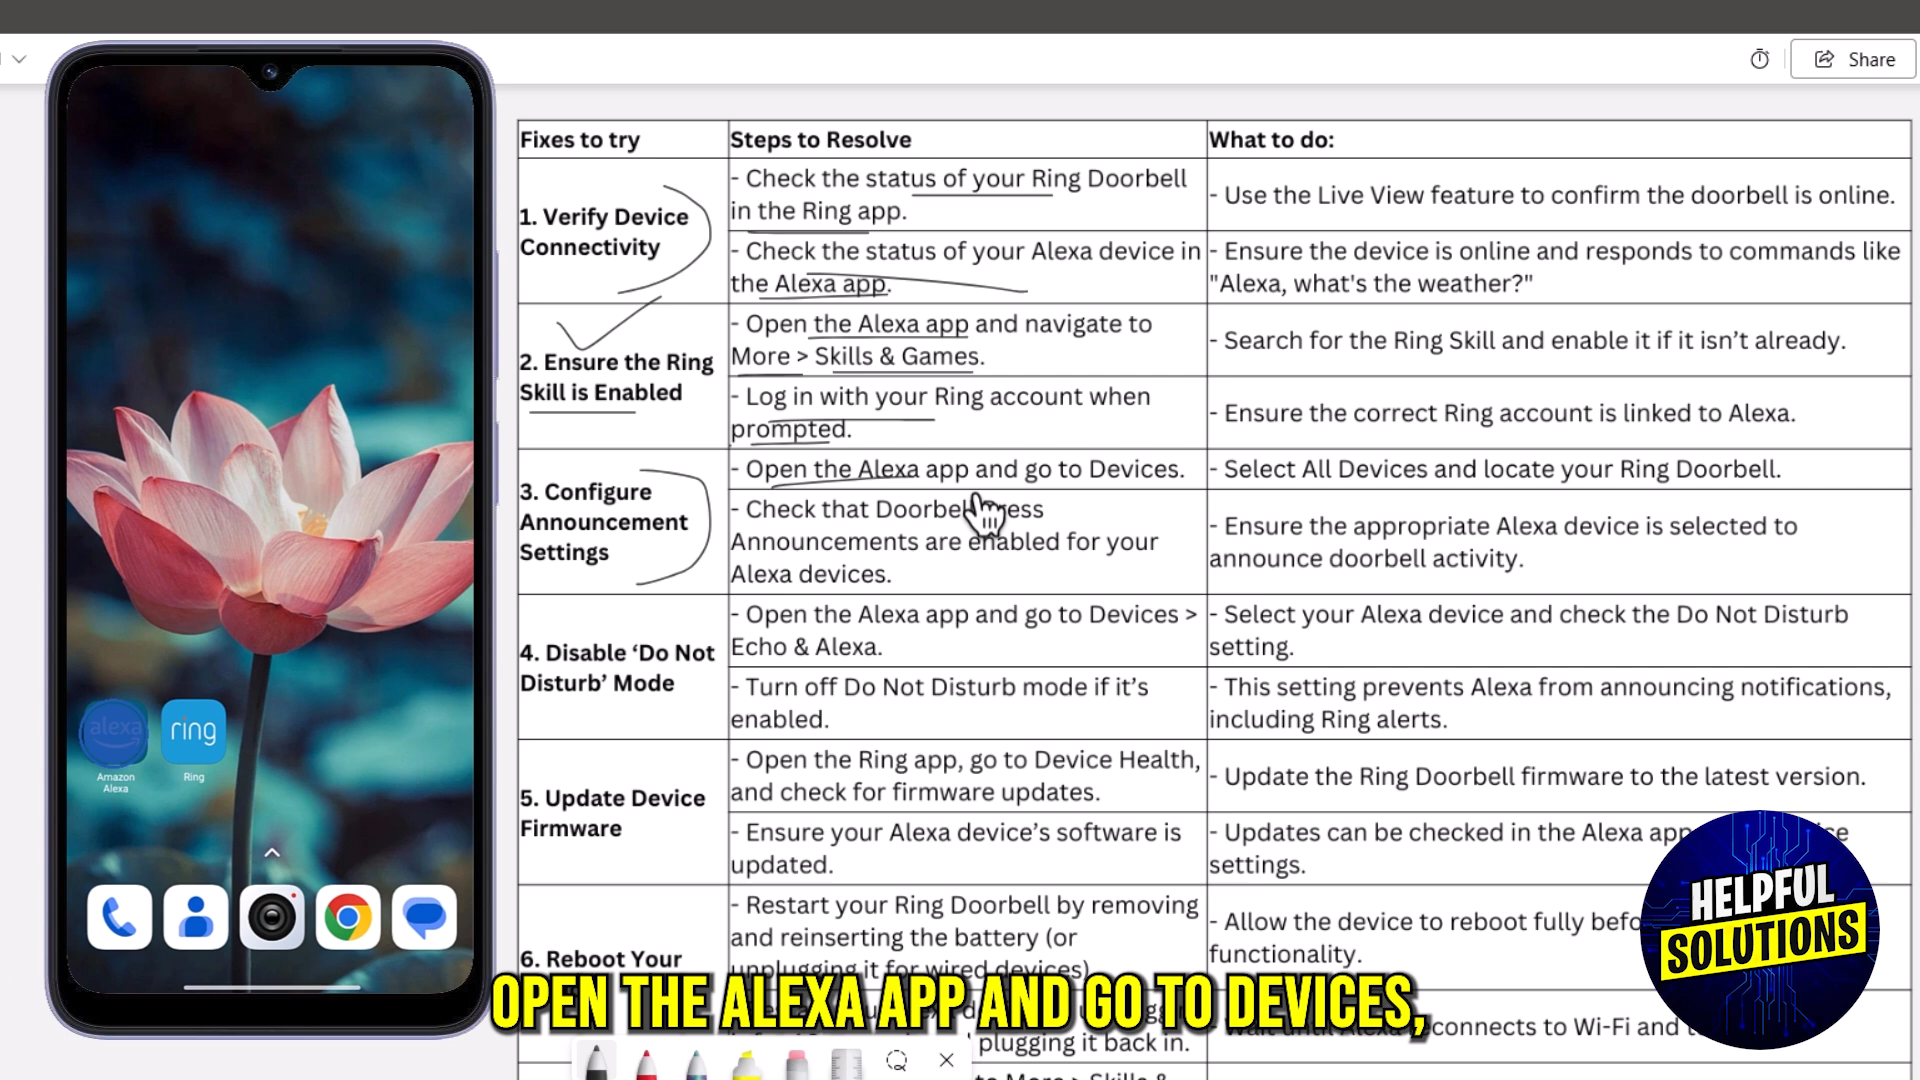 Share
Fixes to try
Steps to Resolve
What to do:
1. Verify Device
Connectivity
- Check the status of your Ring Doorbell
in the Ring app.
- Use the Live View feature to confirm the doorbell is online.
- Check the status of your Alexa device in
the Alexa app.
- Ensure the device is online and responds to commands like
"Alexa, what's the weather?"
2. Ensure the Ring
Skill is Enabled
- Open the Alexa app and navigate to
More > Skills & Games.
- Search for the Ring Skill and enable it if it isn't already.
- Log in with your Ring account when
prompted.
- Ensure the correct Ring account is linked to Alexa.
3. Configure
Announcement
Settings
- Open the Alexa app and go to Devices.
- Select All Devices and locate your Ring Doorbell.
- Check that Doorbell Press
Announcements are enabled for your
Alexa devices.
- Ensure the appropriate Alexa device is selected to
announce doorbell activity.
4. Disable ‘Do Not
Disturb’ Mode
- Open the Alexa app and go to Devices >
Echo & Alexa.
- Select your Alexa device and check the Do Not Disturb
setting.
- Turn off Do Not Disturb mode if it’s
enabled.
- This setting prevents Alexa from announcing notifications,
including Ring alerts.
5. Update Device
Firmware
- Open the Ring app, go to Device Health,
and check for firmware updates.
- Update the Ring Doorbell firmware to the latest version.
- Ensure your Alexa device’s software is
updated.
- Updates can be checked in the Alexa app
settings.
6. Reboot Your
- Restart your Ring Doorbell by removing
and reinserting the battery (or
unplugging it for wired devices)
- Allow the device to reboot fully
functionality.
plugging it back in.
connects to Wi-Fi and
to More > Skills &
alexa
Amazon
Alexa
ring
Ring
HELPFUL
SOLUTIONS
OPEN THE ALEXA APP AND GO TO DEVICES,